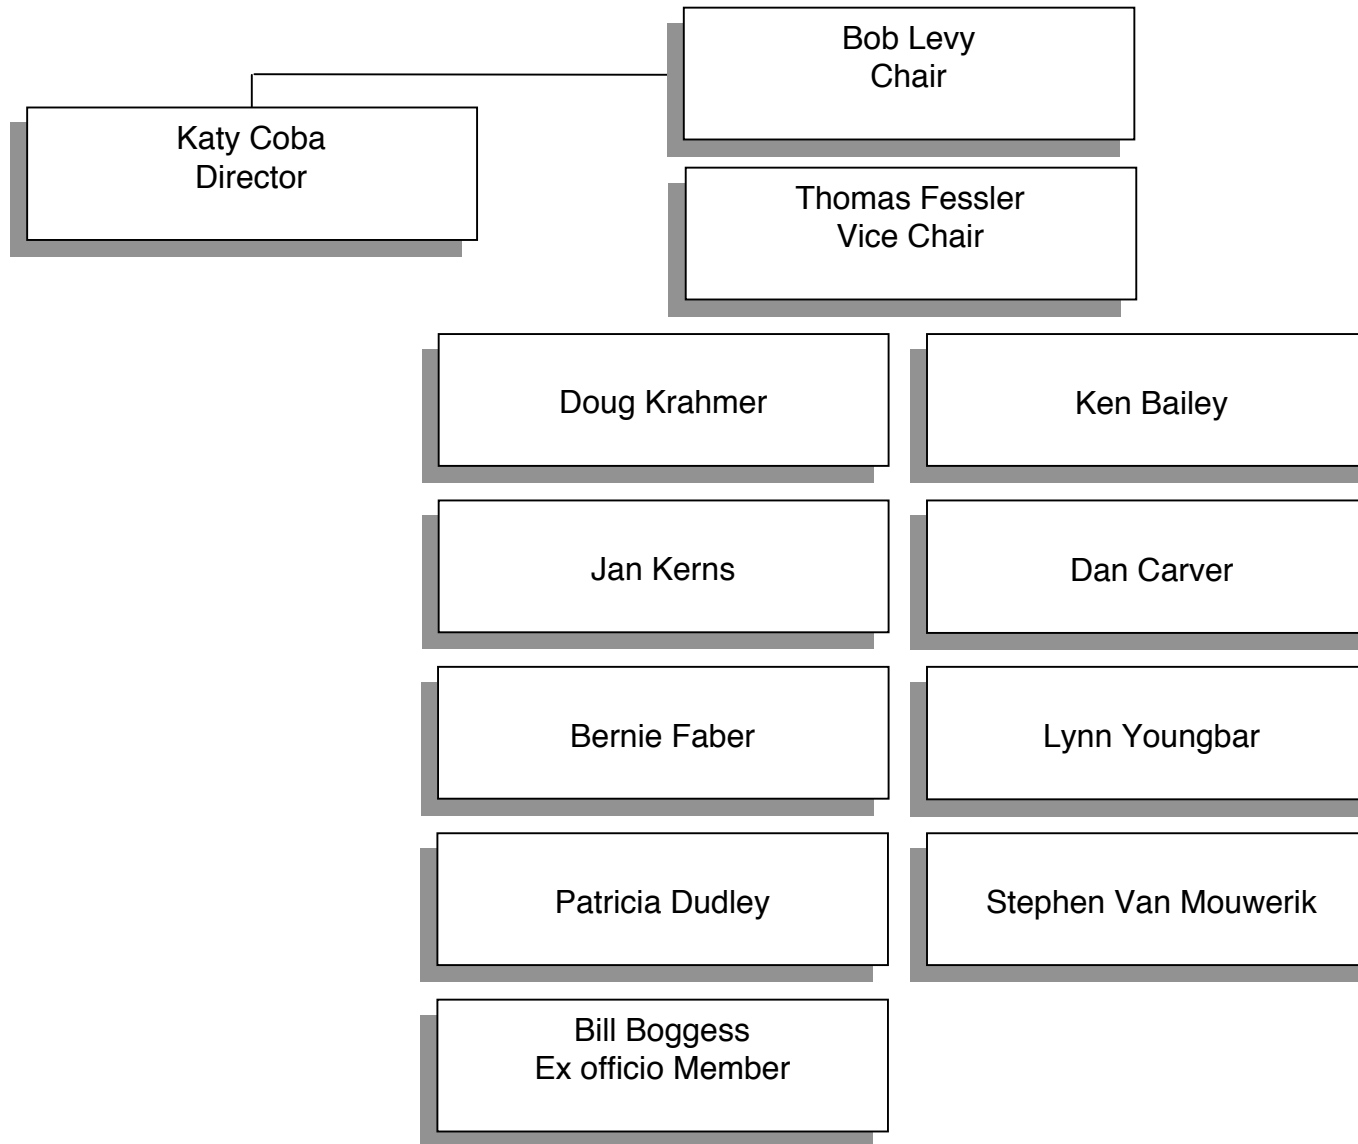 Bob Levy
Chair
Katy Coba
Director
Thomas Fessler
Vice Chair
Doug Krahmer
Ken Bailey
Jan Kerns
Dan Carver
Bernie Faber
Lynn Youngbar
Patricia Dudley
Stephen Van Mouwerik
Bill Boggess
Ex officio Member